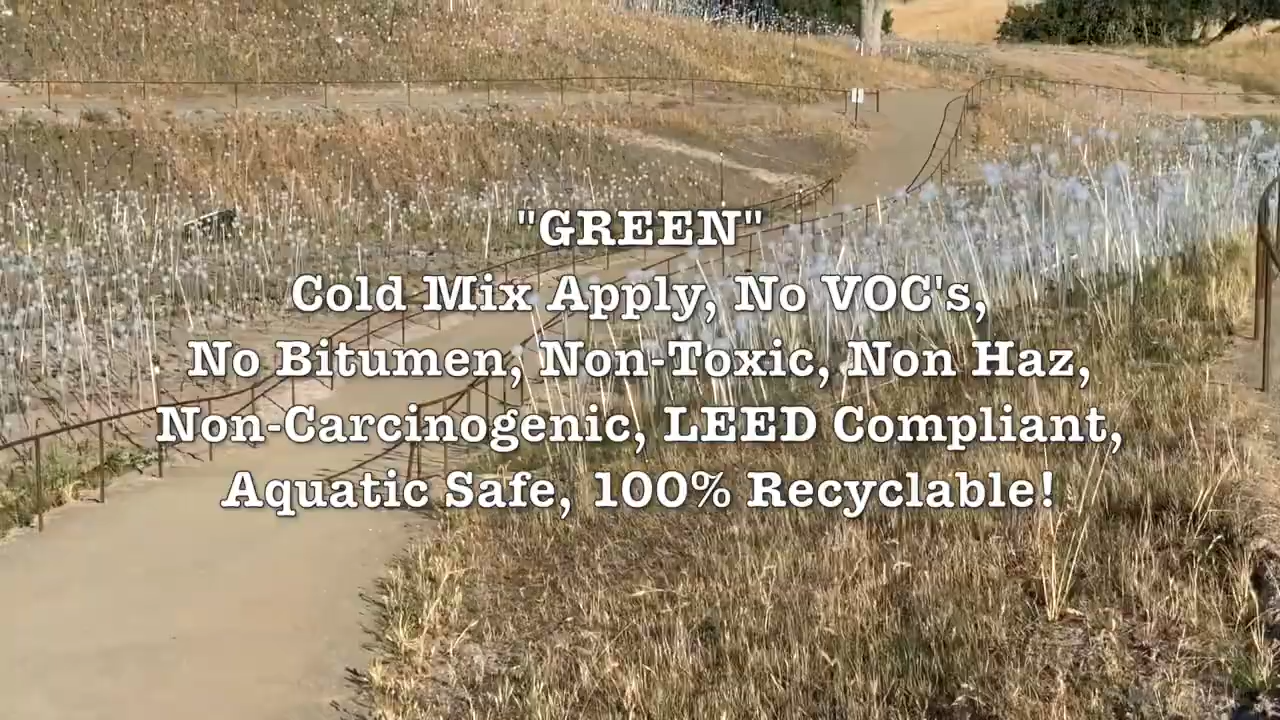 "GREEN"
Cold Mix Apply, No VOC's,
No Bitumen, Non-Toxic, Non Haz,
Non-Carcinogenic, LEED Compliant,
Aquatic Safe, 100% Recyclable!